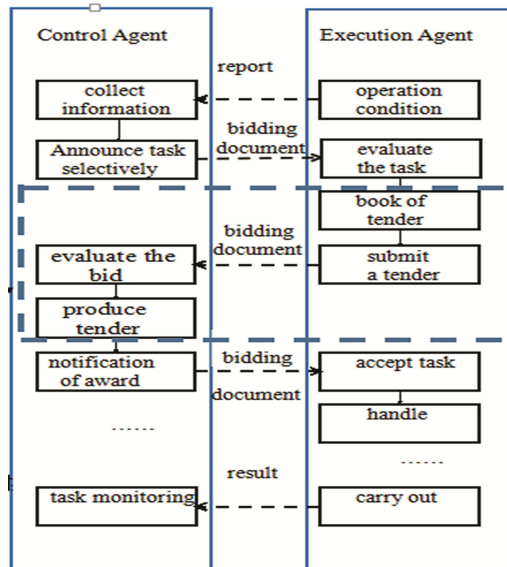 Control Agent
Execution Agent
report
collect
information
operation
condition
bidding
document
Announce task
selectively
evaluate
the task
book of
tender
bidding
document
evaluate the
bid
submit
a tender
produce
tender
notification
of award
bidding
document
accept task
handle
......
......
result
task monitoring
carry out